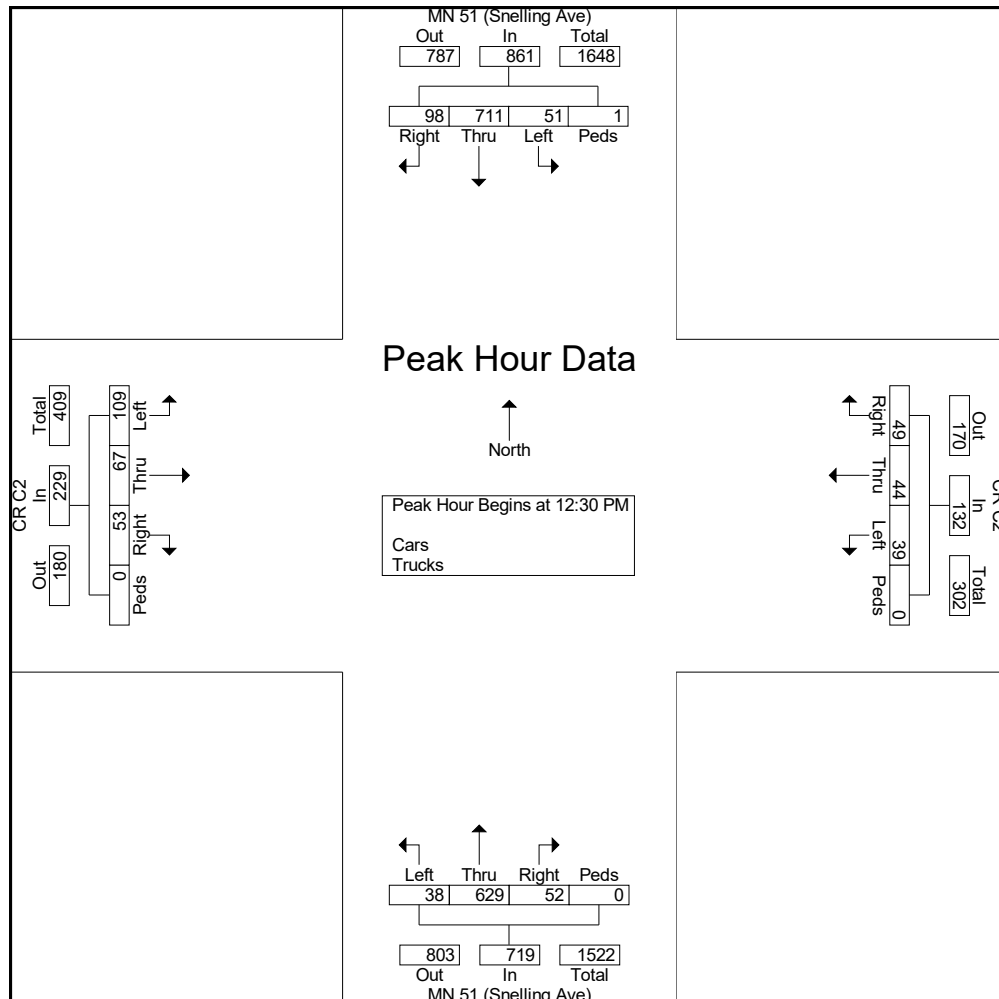 MN 51 (Snelling Ave)
Out In Total
787 861 1648
98 711 51 1
Right Thru Left Peds
Peak Hour Data
North
Peak Hour Begins at 12:30 PM
Cars
Trucks
CR C2
Total In Out
409 229 180
109 67 53 0
Left Thru Right Peds
Right Thru Left Peds
49 44 39 0
170 132 302
Out In Total
CR C2
Left Thru Right Peds
38 629 52 0
803 719 1522
Out In Total
MN 51 (Snelling Ave)